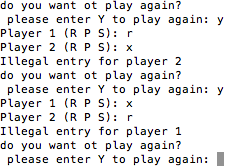 do you want ot play again?
 please enter Y to play again: y
Player 1 (R P S): r
Player 2 (R P S): x
Illegal entry for player 2
do you want ot play again?
 please enter Y to play again: y
Player 1 (R P S): x
Player 2 (R P S): r
Illegal entry for player 1
do you want ot play again?
 please enter Y to play again: